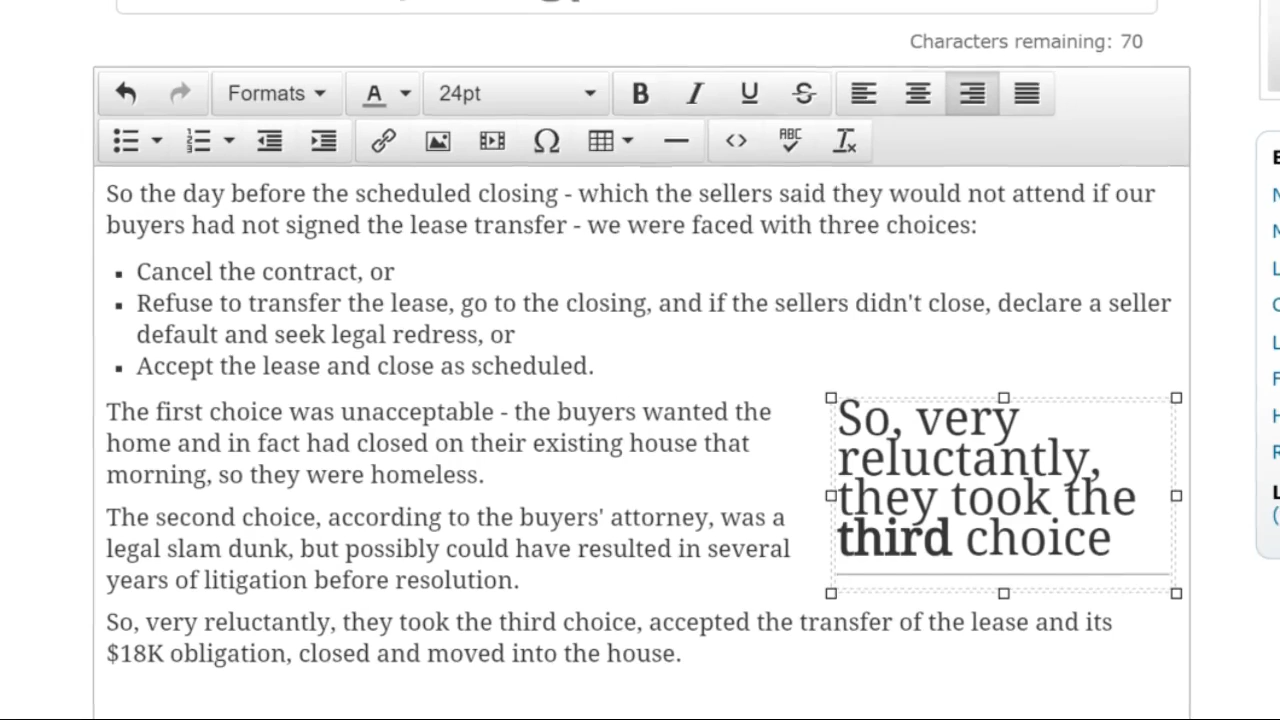 Characters remaining: 70
Formats
A
24pt
B I U S
Ω
<>
ABC
Ix
So the day before the scheduled closing - which the sellers said they would not attend if our
buyers had not signed the lease transfer - we were faced with three choices:
▪ Cancel the contract, or
▪ Refuse to transfer the lease, go to the closing, and if the sellers didn't close, declare a seller
default and seek legal redress, or
▪ Accept the lease and close as scheduled.
The first choice was unacceptable - the buyers wanted the
home and in fact had closed on their existing house that
morning, so they were homeless.
The second choice, according to the buyers' attorney, was a
legal slam dunk, but possibly could have resulted in several
years of litigation before resolution.
So, very
reluctantly,
they took the
third choice
So, very reluctantly, they took the third choice, accepted the transfer of the lease and its
$18K obligation, closed and moved into the house.